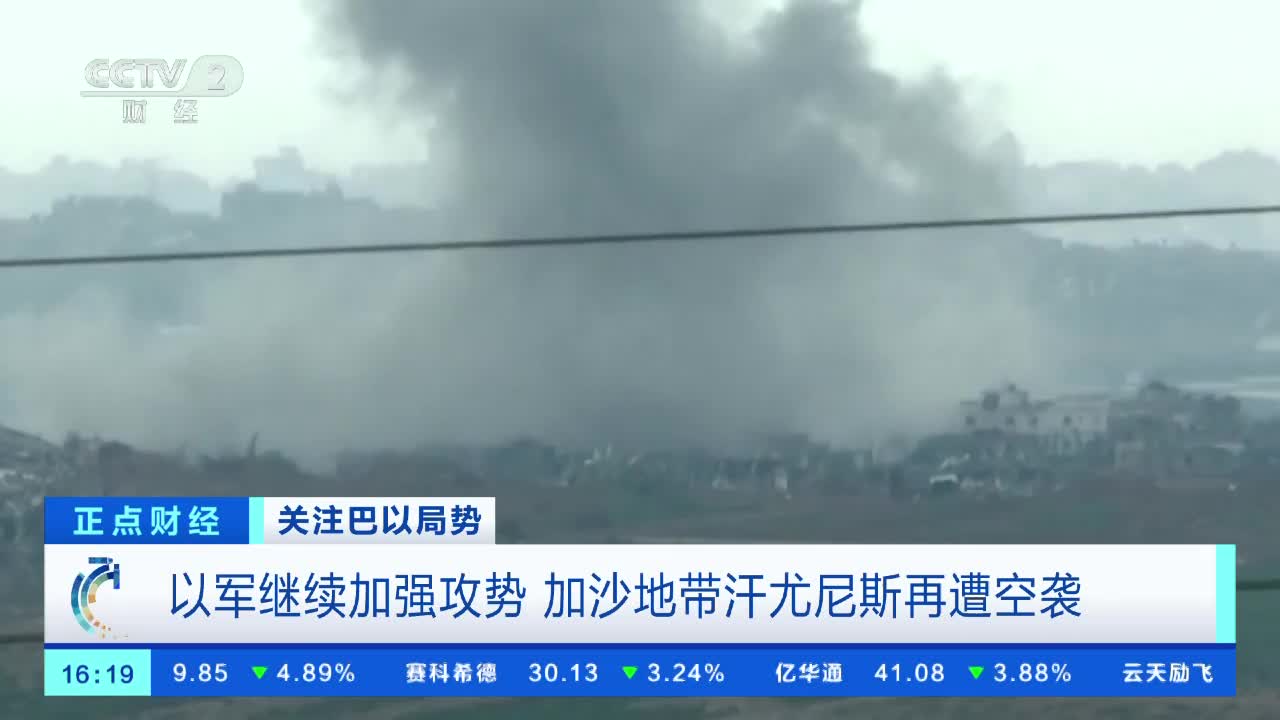 CCTV 2
财 经
正点财经 关注巴以局势
以军继续加强攻势 加沙地带汗尤尼斯再遭空袭
16:19 9.85 ▼4.89% 赛科希德 30.13 ▼3.24% 亿华通 41.08 ▼3.88% 云天励飞